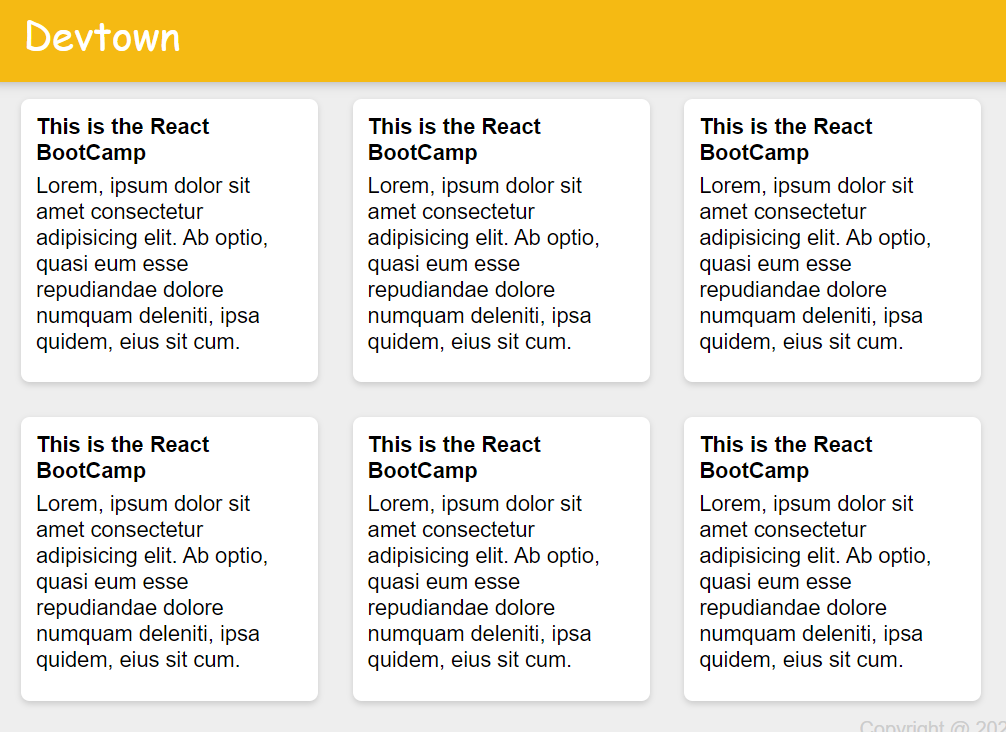 Devtown
This is the React
BootCamp
Lorem, ipsum dolor sit
amet consectetur
adipisicing elit. Ab optio,
quasi eum esse
repudiandae dolore
numquam deleniti, ipsa
quidem, eius sit cum.
This is the React
BootCamp
Lorem, ipsum dolor sit
amet consectetur
adipisicing elit. Ab optio,
quasi eum esse
repudiandae dolore
numquam deleniti, ipsa
quidem, eius sit cum.
This is the React
BootCamp
Lorem, ipsum dolor sit
amet consectetur
adipisicing elit. Ab optio,
quasi eum esse
repudiandae dolore
numquam deleniti, ipsa
quidem, eius sit cum.
This is the React
BootCamp
Lorem, ipsum dolor sit
amet consectetur
adipisicing elit. Ab optio,
quasi eum esse
repudiandae dolore
numquam deleniti, ipsa
quidem, eius sit cum.
This is the React
BootCamp
Lorem, ipsum dolor sit
amet consectetur
adipisicing elit. Ab optio,
quasi eum esse
repudiandae dolore
numquam deleniti, ipsa
quidem, eius sit cum.
This is the React
BootCamp
Lorem, ipsum dolor sit
amet consectetur
adipisicing elit. Ab optio,
quasi eum esse
repudiandae dolore
numquam deleniti, ipsa
quidem, eius sit cum.
Copyright @